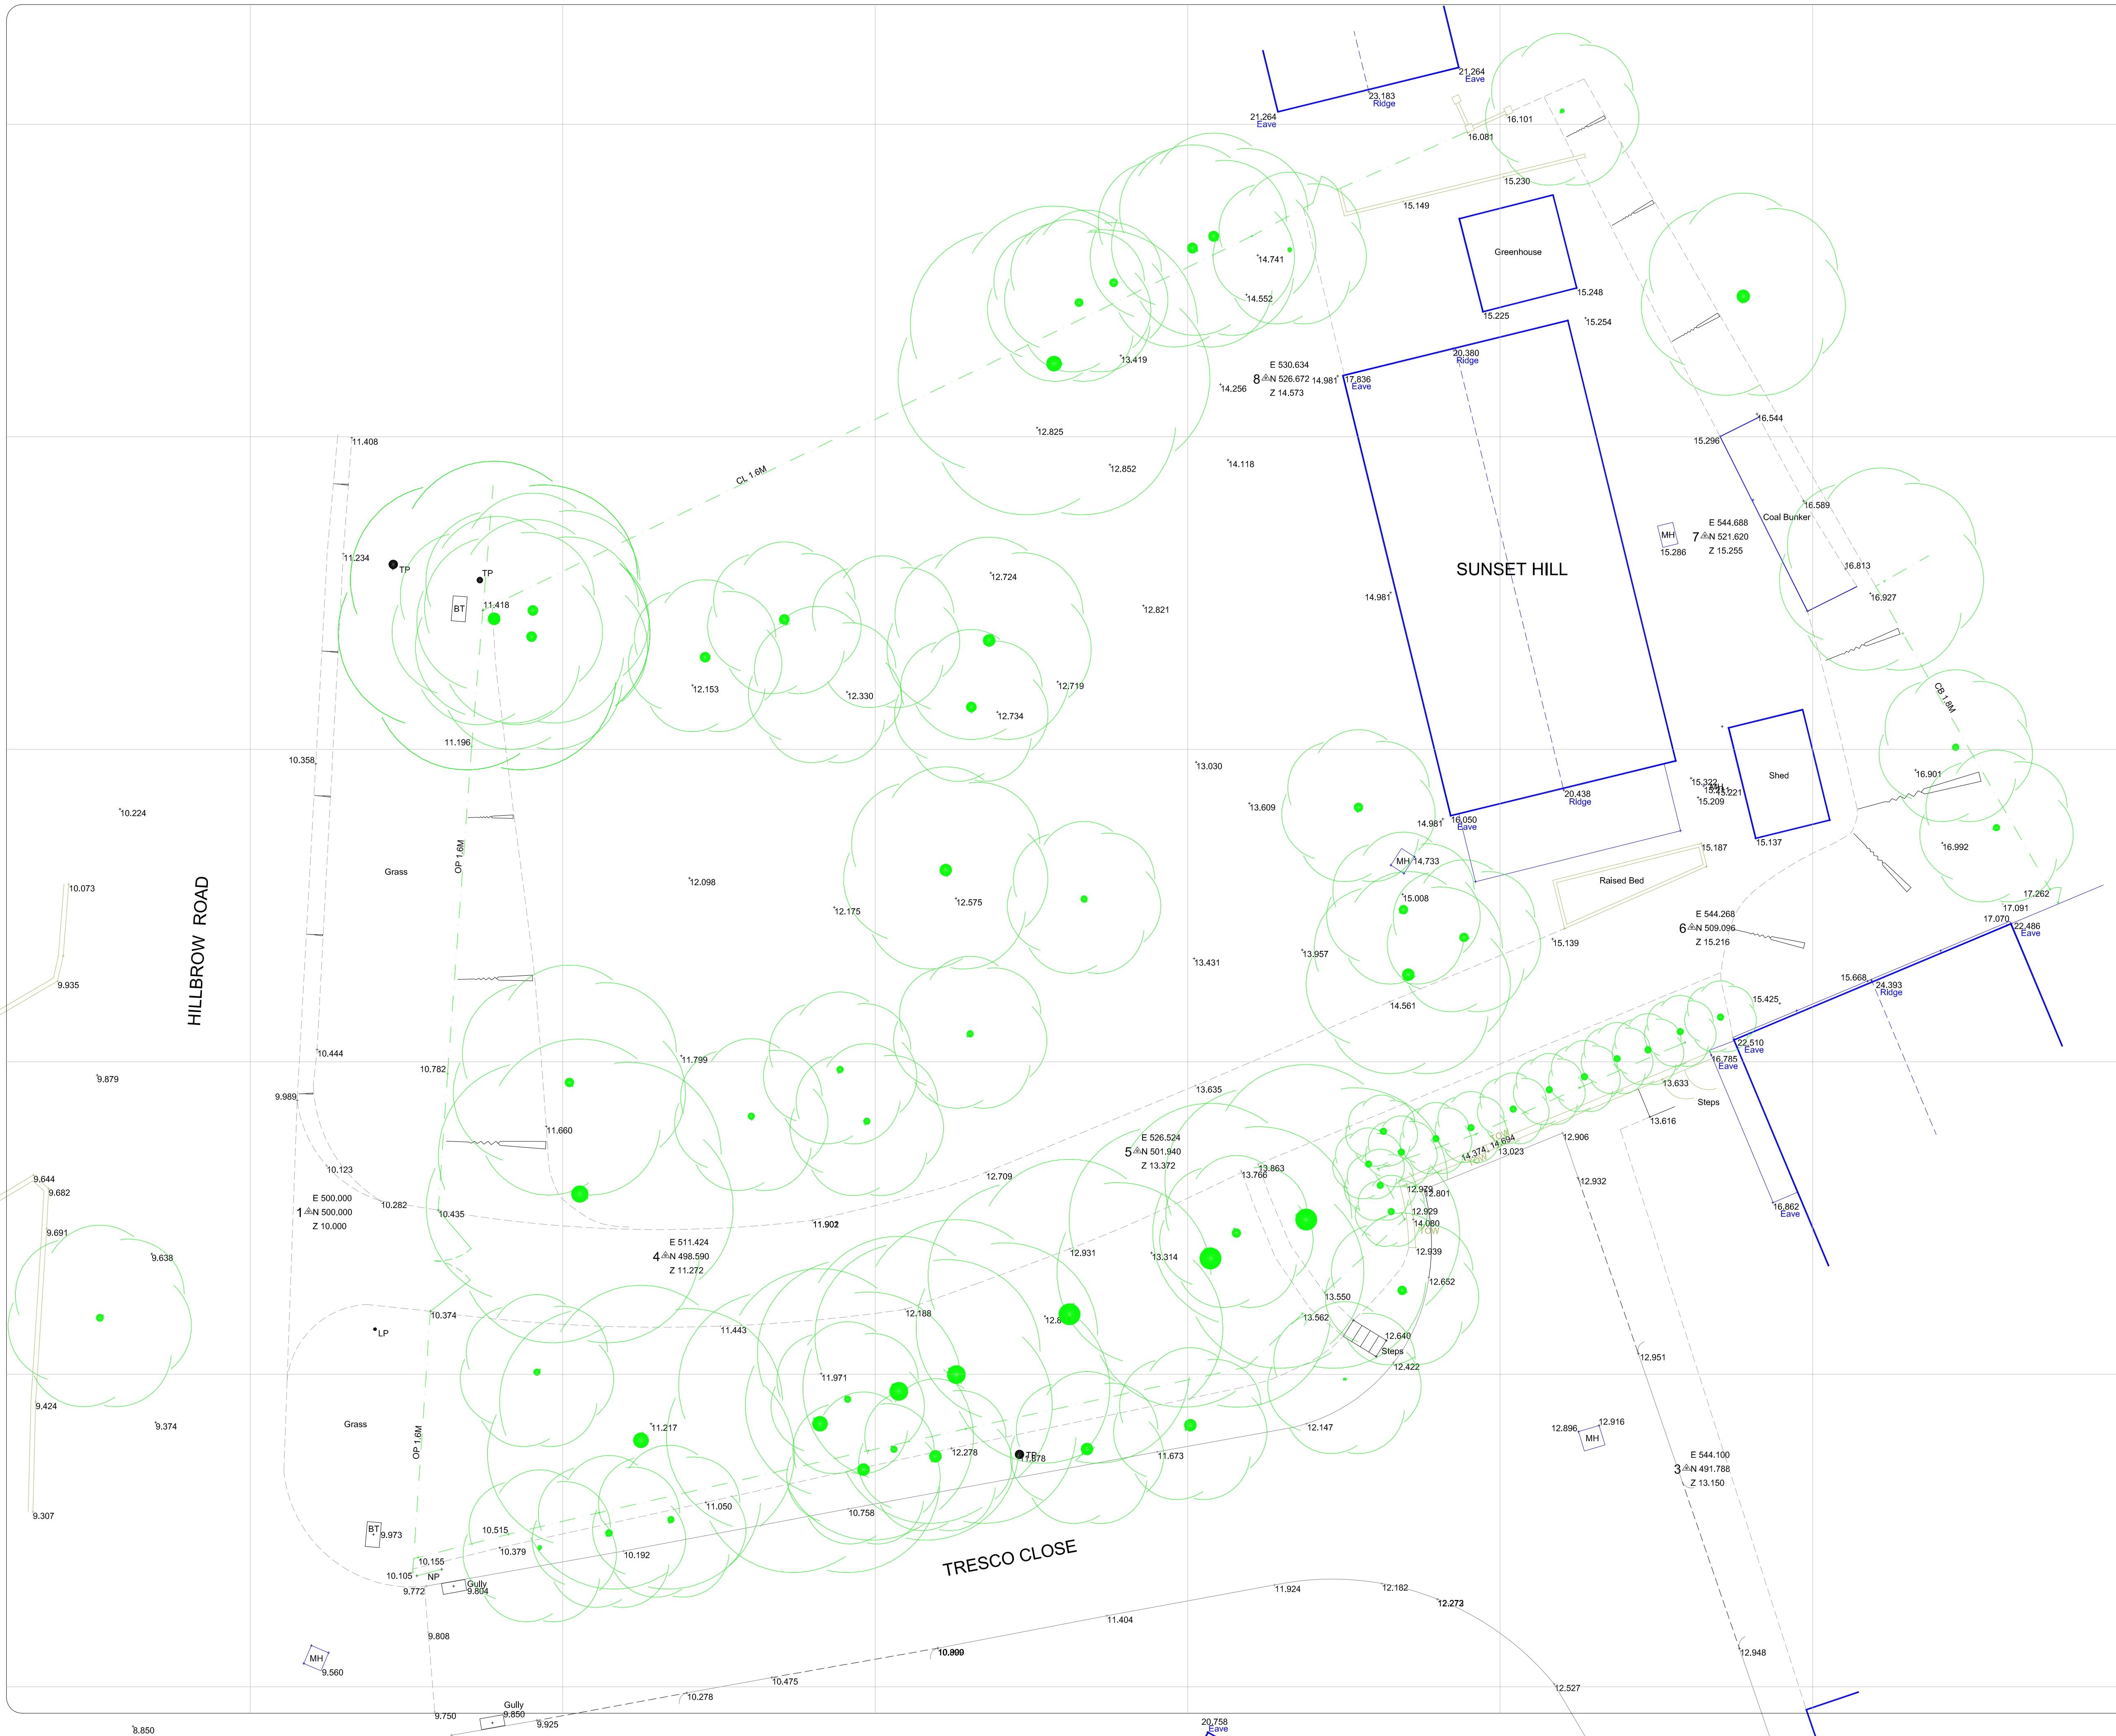 21.264
Eave
23.183
Ridge
21.264
Eave
16.101
16.081
15.230
15.149
Greenhouse
14.741
14.552
15.248
15.225
15.254
13.419
20.380
Ridge
E 530.634
8 N 526.672
Z 14.573
14.981
17.836
Eave
14.256
16.544
12.825
15.296
11.408
14.118
CL 1.6M
12.852
16.589
Coal Bunker
E 544.688
7 N 521.620
Z 15.255
MH
15.286
11.234
TP
TP
SUNSET HILL
16.813
12.724
16.927
14.981
BT
11.418
12.821
12.153
12.330
12.719
12.734
CB 1.8M
11.196
10.358
13.030
Shed
16.901
15.322
MH
15.221
15.209
20.438
Ridge
13.609
10.224
14.981
16.050
Eave
15.137
16.992
15.187
OP 1.6M
MH
14.733
Grass
Raised Bed
12.098
10.073
HILLBROW ROAD
12.175
12.575
15.008
17.262
17.091
17.070
22.486
Eave
E 544.268
6 N 509.096
Z 15.216
15.139
13.957
13.431
9.935
15.668
24.393
Ridge
15.425
14.561
22.510
Eave
10.444
11.799
16.785
Eave
10.782
9.879
13.635
13.633
9.989
Steps
13.616
11.660
E 526.524
5 N 501.940
Z 13.372
12.906
TOW
14.374
14.694
TOW
13.023
10.123
13.863
13.766
12.709
9.644
9.682
12.979
12.801
12.932
E 500.000
1 N 500.000
Z 10.000
10.282
10.435
12.929
16.862
Eave
14.080
TOW
9.691
E 511.424
4 N 498.590
Z 11.272
12.939
12.931
13.314
9.638
12.652
13.550
10.374
12.188
13.562
11.443
LP
12.640
Steps
12.951
12.422
11.971
9.424
Grass
9.374
11.217
12.147
12.916
12.896
MH
OP 1.6M
12.278
TP
11.673
E 544.100
3 N 491.788
Z 13.150
11.050
10.758
9.307
BT
9.973
10.515
10.379
10.192
TRESCO CLOSE
10.155
10.105
NP
9.772
Gully
9.804
11.924
12.182
11.404
9.808
MH
9.560
12.948
10.475
12.527
10.278
Gully
9.850
9.750
9.925
8.850
20.758
Eave